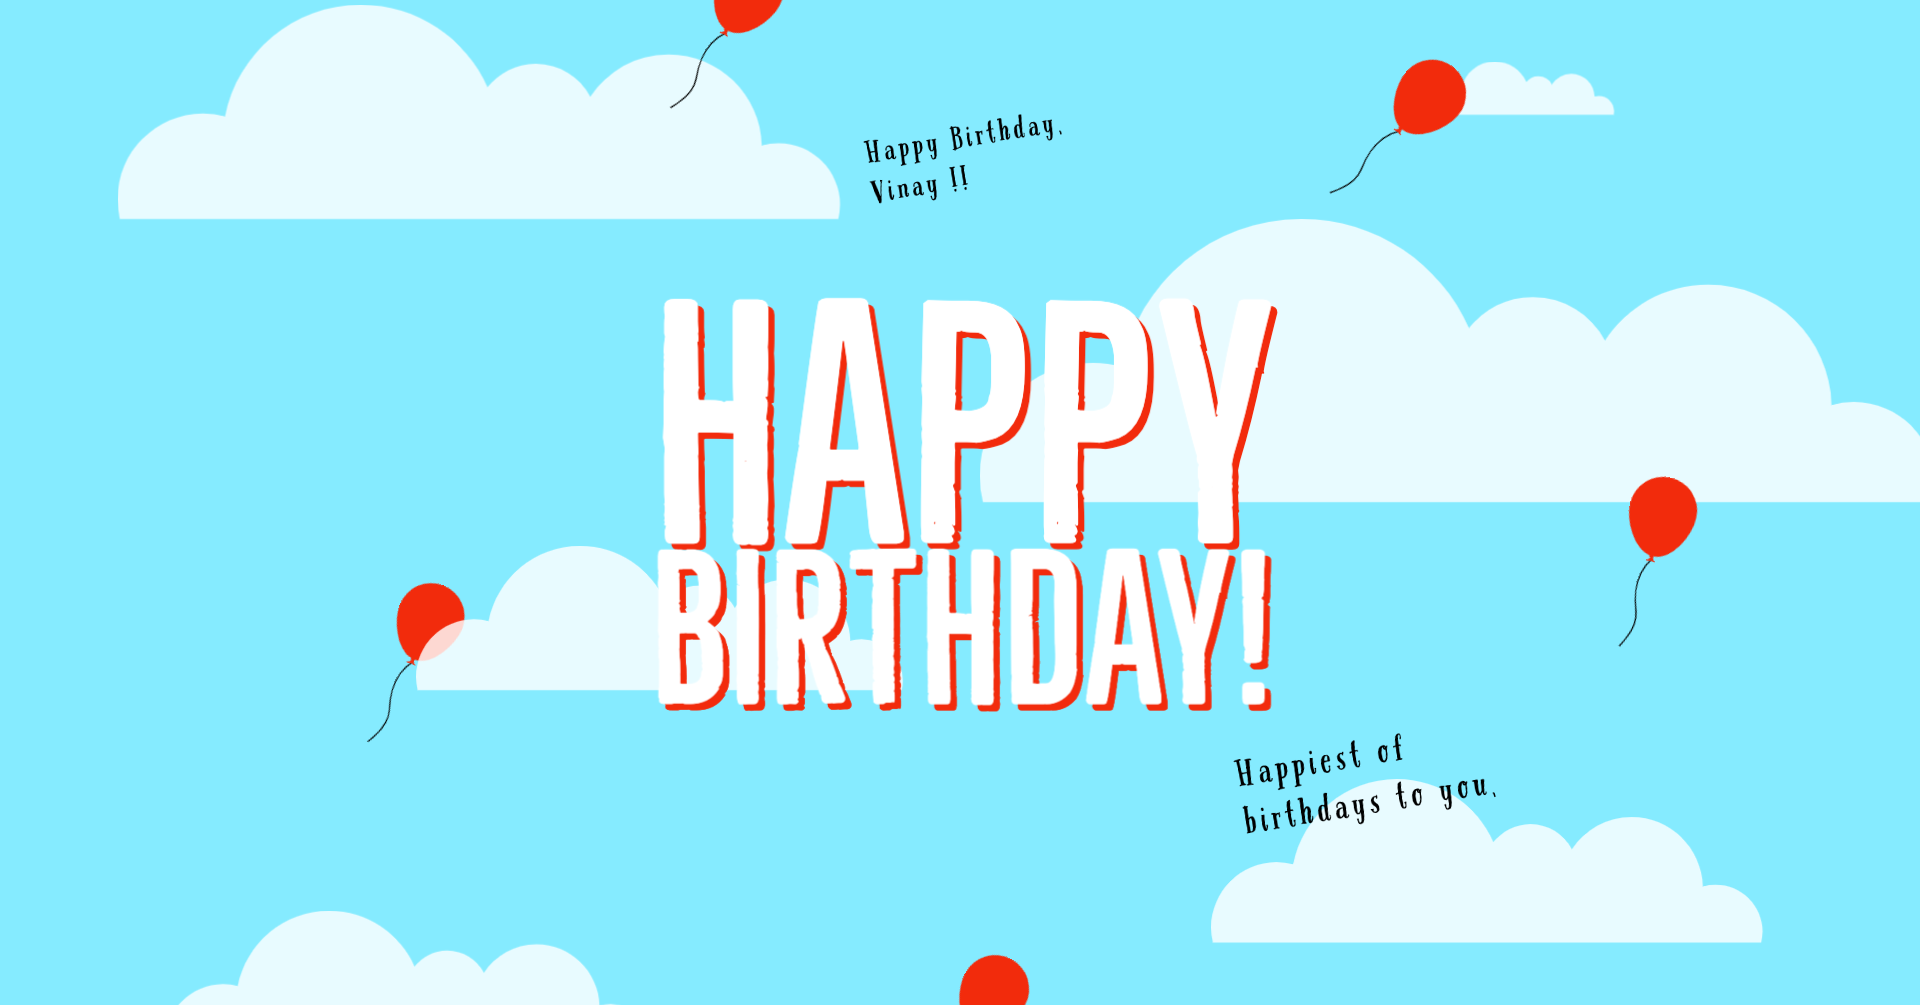 Happy Birthday,
Vinay !!
HAPPY
BIRTHDAY!
Happiest of
birthdays to you,